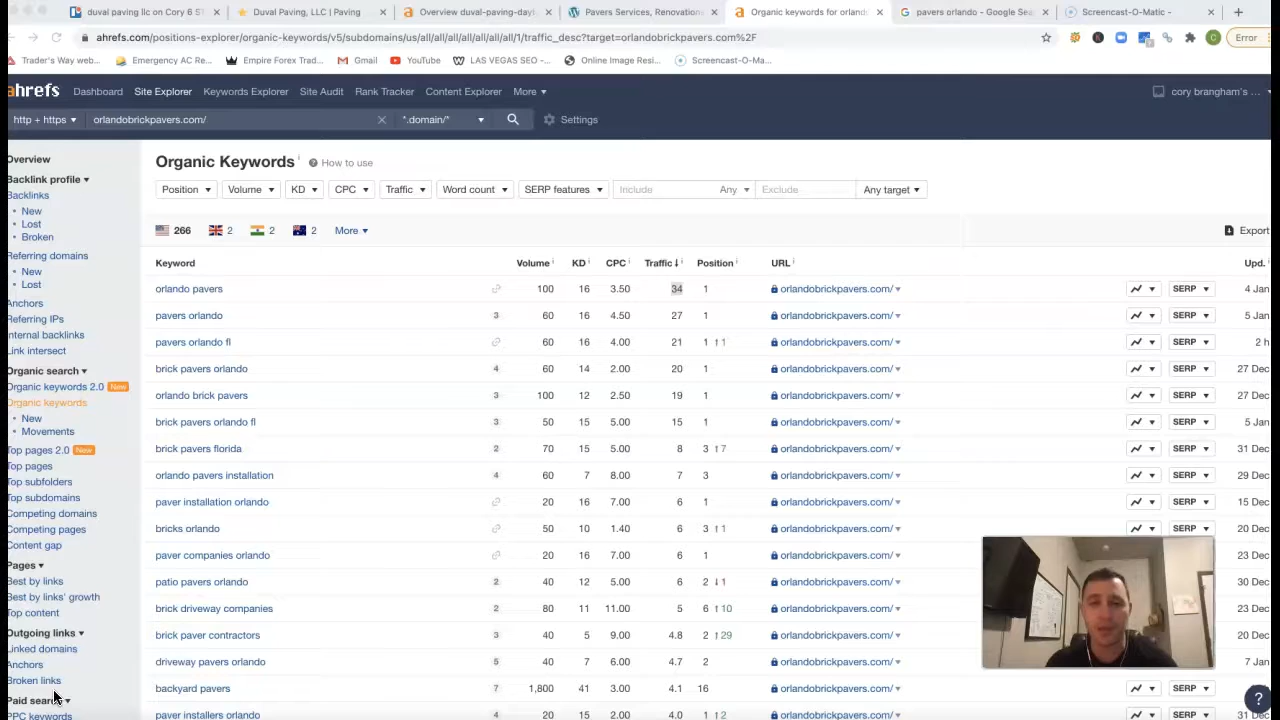 duval paving llc on Cory 6 S
Duval Paving, LLC | Paving
Overview duval-paving-day
Pavers Services, Renovation
Organic keywords for orland
pavers orlando - Google Sea
Screencast-O-Matic -
ahrefs.com/positions-explorer/organic-keywords/v5/subdomains/us/all/all/all/all/all/all/1/traffic_desc?target=orlandobrickpavers.com%2F
C
Error
Trader's Way web...
Emergency AC Re...
Empire Forex Trad...
Gmail
YouTube
LAS VEGAS SEO -...
Online Image Resi...
Screencast-O-Ma...
ahrefs Dashboard Site Explorer Keywords Explorer Site Audit Rank Tracker Content Explorer More cory brangham's ...
http + https orlandobrickpavers.com/ *.domain/* Settings
Overview
Backlink profile
Backlinks
• New
• Lost
• Broken
Referring domains
• New
• Lost
Anchors
Referring IPs
Internal backlinks
Link intersect
Organic search
Organic keywords 2.0 New
Organic keywords
• New
• Movements
Top pages 2.0 New
Top pages
Top subfolders
Top subdomains
Competing domains
Competing pages
Content gap
Pages
Best by links
Best by links' growth
Top content
Outgoing links
Linked domains
Anchors
Broken links
Paid search
PPC keywords
Organic Keywords i ? How to use
Position Volume KD CPC Traffic Word count SERP features Include Any Exclude Any target
266 2 2 2 More Export
Keyword Volume KD CPC Traffic Position URL Upd.
orlando pavers 100 16 3.50 34 1 orlandobrickpavers.com/ SERP 4 Jan
pavers orlando 3 60 16 4.50 27 1 orlandobrickpavers.com/ SERP 5 Jan
pavers orlando fl 60 16 4.00 21 1 ↑1 orlandobrickpavers.com/ SERP 2 h
brick pavers orlando 4 60 14 2.00 20 1 orlandobrickpavers.com/ SERP 27 Dec
orlando brick pavers 3 100 12 2.50 19 1 orlandobrickpavers.com/ SERP 27 Dec
brick pavers orlando fl 3 50 15 5.00 15 1 orlandobrickpavers.com/ SERP 5 Jan
brick pavers florida 2 70 15 5.00 8 3 ↑7 orlandobrickpavers.com/ SERP 31 Dec
orlando pavers installation 4 60 7 8.00 7 3 orlandobrickpavers.com/ SERP 29 Dec
paver installation orlando 20 16 7.00 6 1 orlandobrickpavers.com/ SERP 15 Dec
bricks orlando 50 10 1.40 6 3 ↑1 orlandobrickpavers.com/ SERP 20 Dec
paver companies orlando 20 16 7.00 6 1 orlandobrickpavers.com/ 23 Dec
patio pavers orlando 2 40 12 5.00 6 2 ↓1 orlandobrickpavers.com/ 30 Dec
brick driveway companies 2 80 11 11.00 5 6 ↑10 orlandobrickpavers.com/ 23 Dec
brick paver contractors 3 40 5 9.00 4.8 2 ↑29 orlandobrickpavers.com/ 20 Dec
driveway pavers orlando 5 40 7 6.00 4.7 2 orlandobrickpavers.com/ 7 Jan
backyard pavers 7 1,800 41 3.00 4.1 16 orlandobrickpavers.com/ SERP
paver installers orlando 4 20 15 2.00 4.0 1 ↑2 orlandobrickpavers.com/ SERP 31 Dec
?